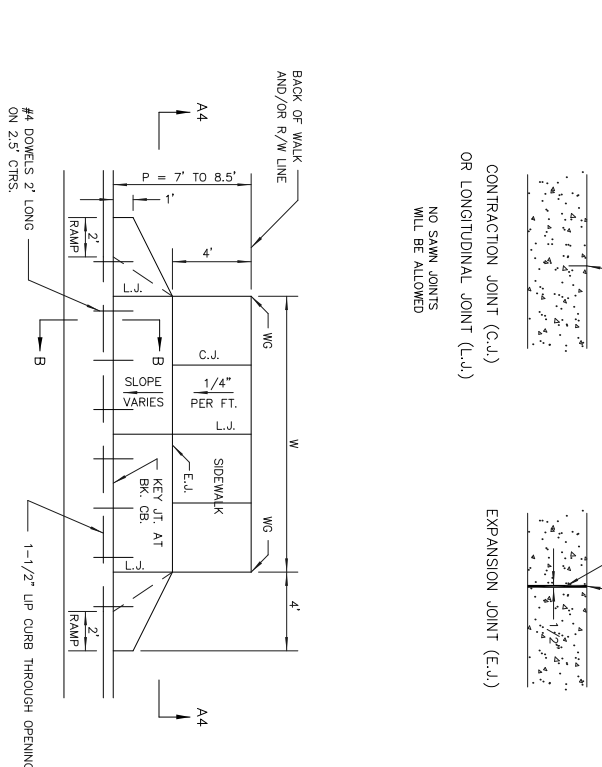 CONTRACTION JOINT (C.J.)
OR LONGITUDINAL JOINT (L.J.)
NO SAWN JOINTS
WILL BE ALLOWED
1/2"
EXPANSION JOINT (E.J.)
BACK OF WALK
AND/OR R/W LINE
A4
A4
P = 7' TO 8.5'
1'
4'
W
4'
WG
WG
2'
RAMP
2'
RAMP
L.J.
C.J.
L.J.
L.J.
SLOPE
VARIES
1/4"
PER FT.
SIDEWALK
E.J.
KEY JT. AT
BK. CB.
B
B
#4 DOWELS 2' LONG
ON 2.5' CTRS.
1-1/2" LIP CURB THROUGH OPENING